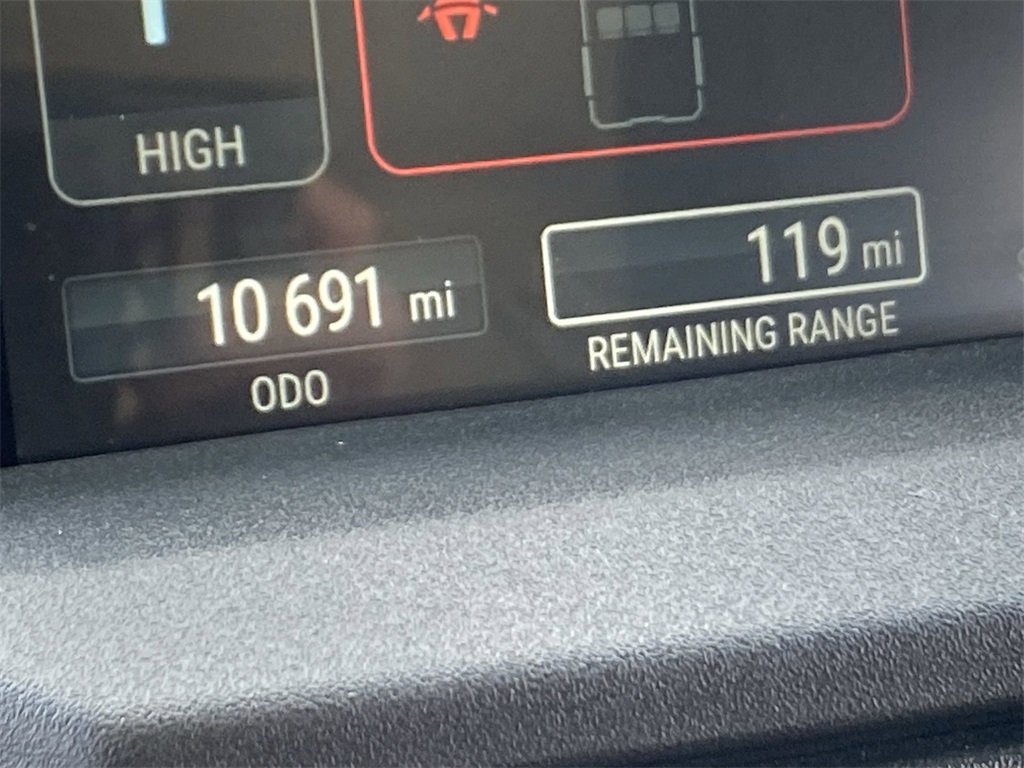 HIGH
10 691 mi
ODO
119 mi
REMAINING RANGE